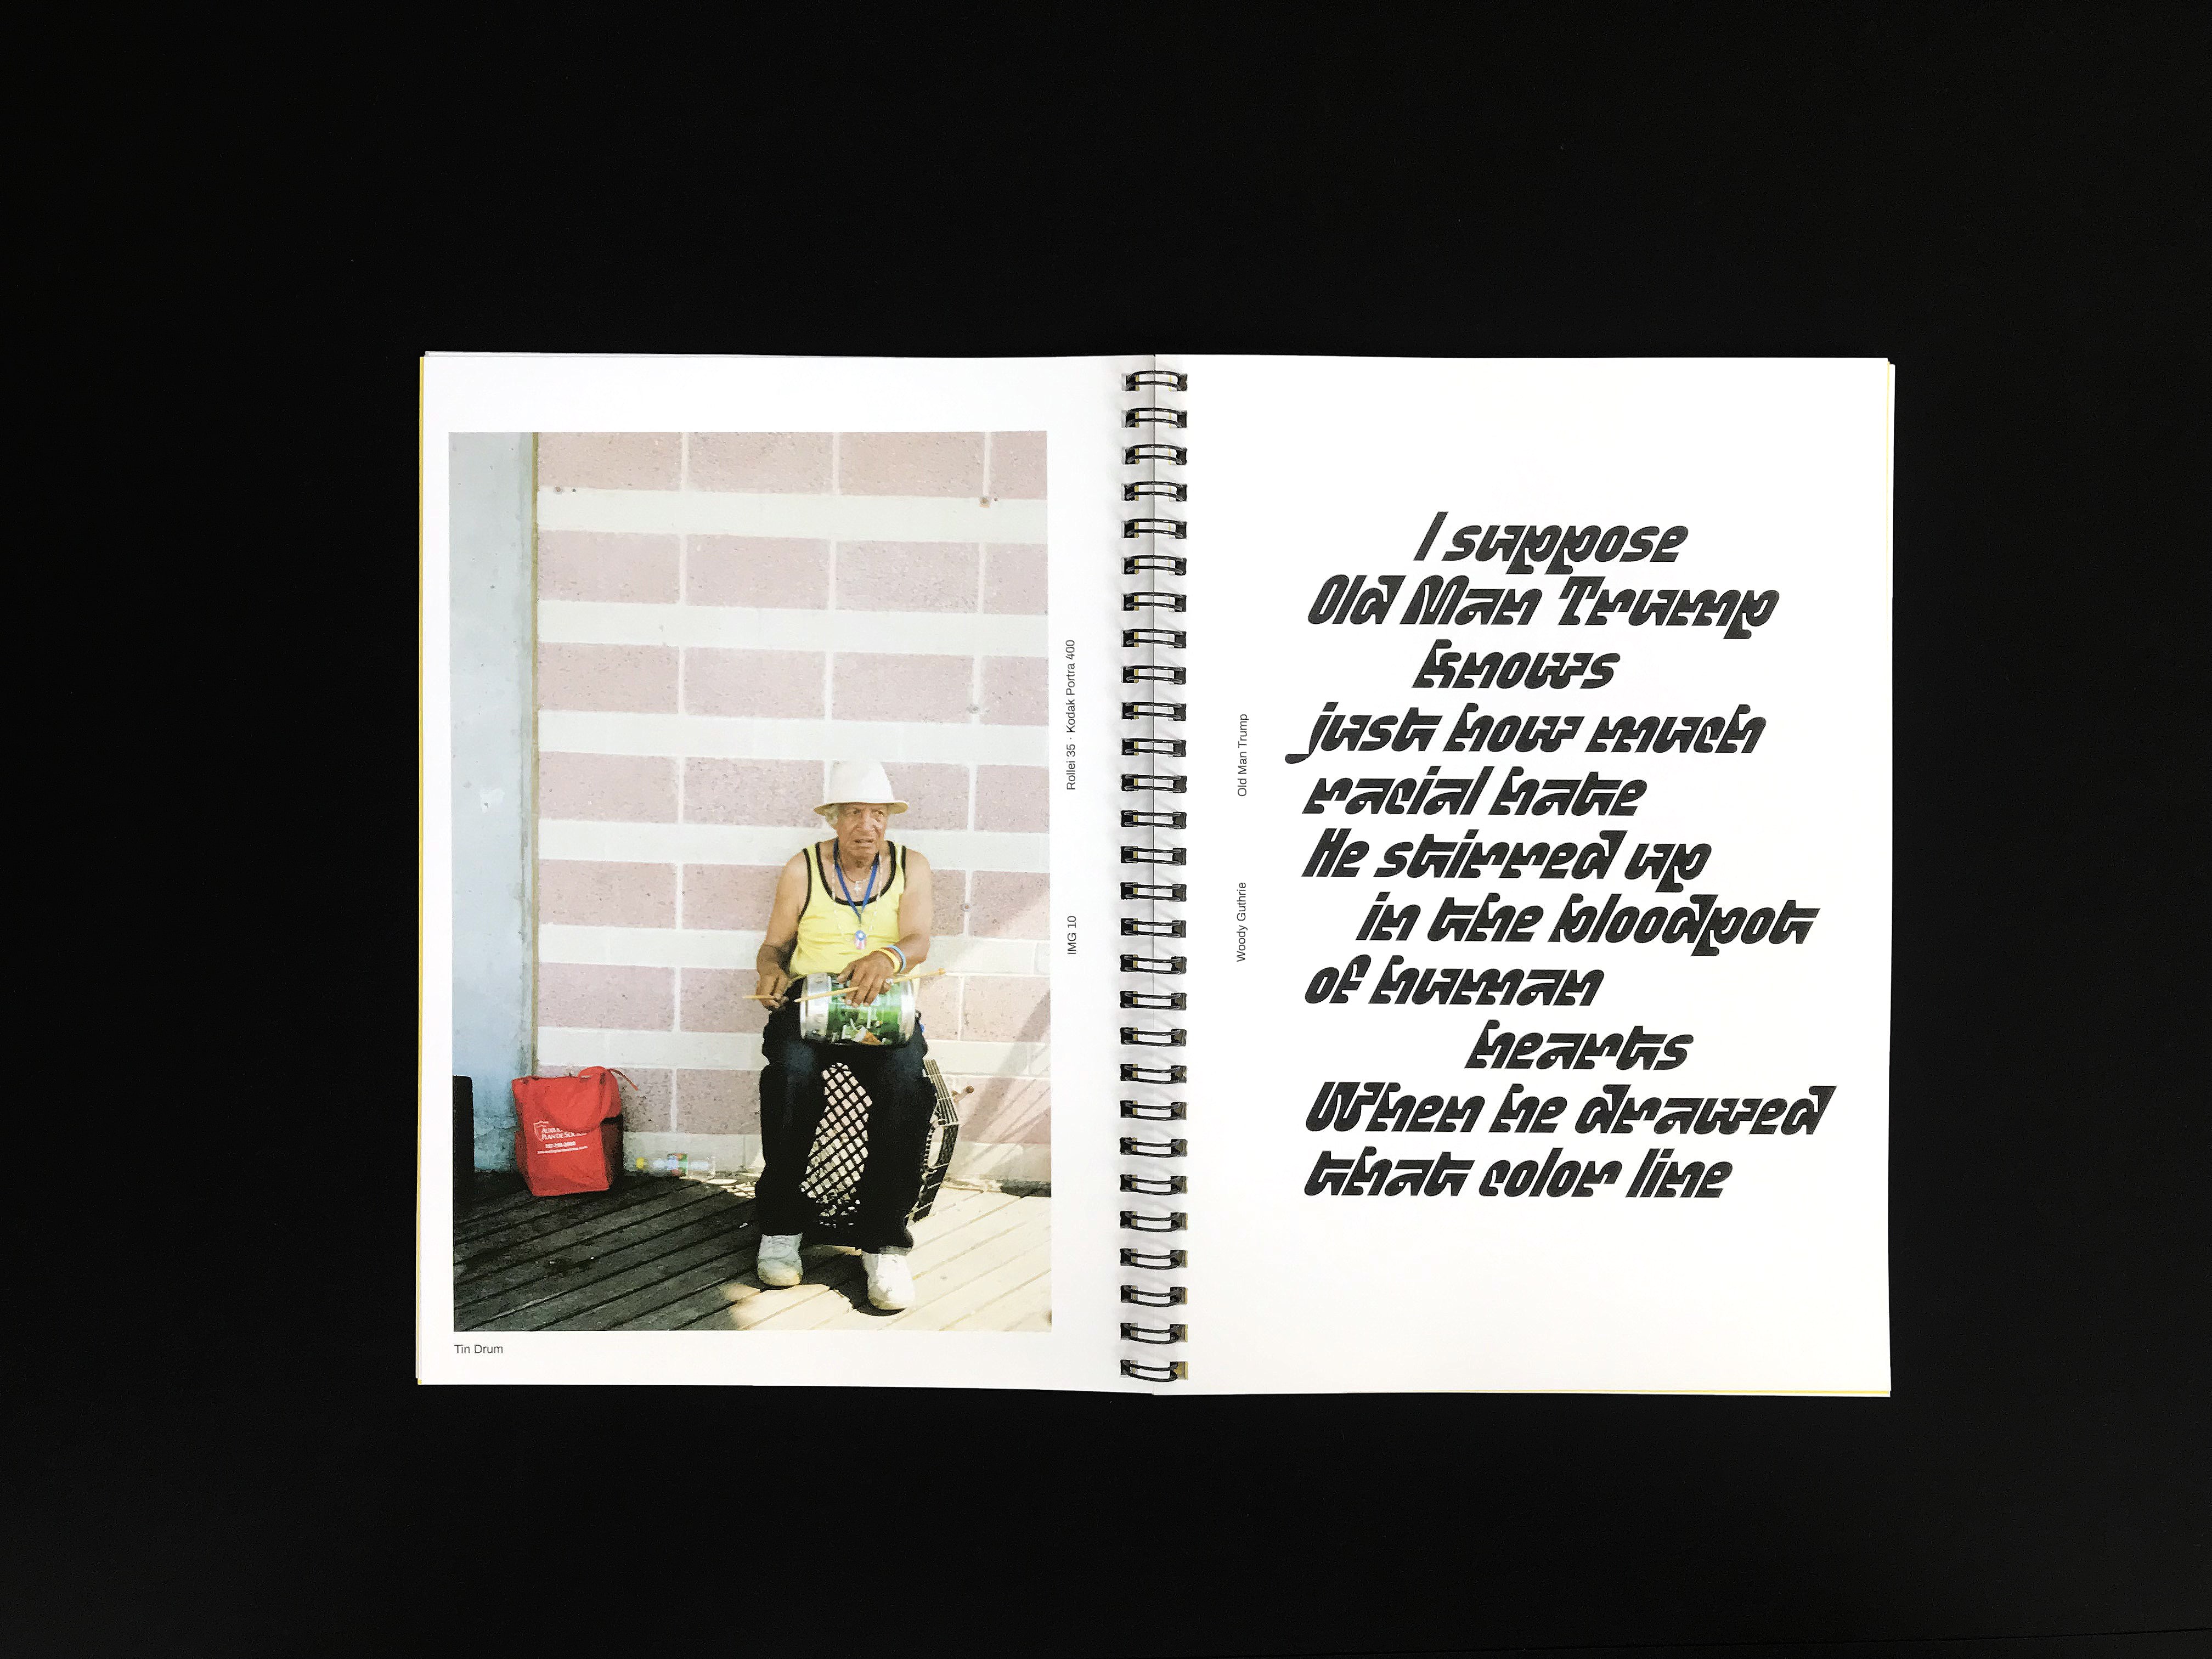 Rollei 35 · Kodak Portra 400
IMG 10
Tin Drum
Old Man Trump
Woody Guthrie
I suppose
Old Man Trump
knows
just how much
racial hate
He stirred up
in the bloodpot
of human
hearts
When he drawed
that color line